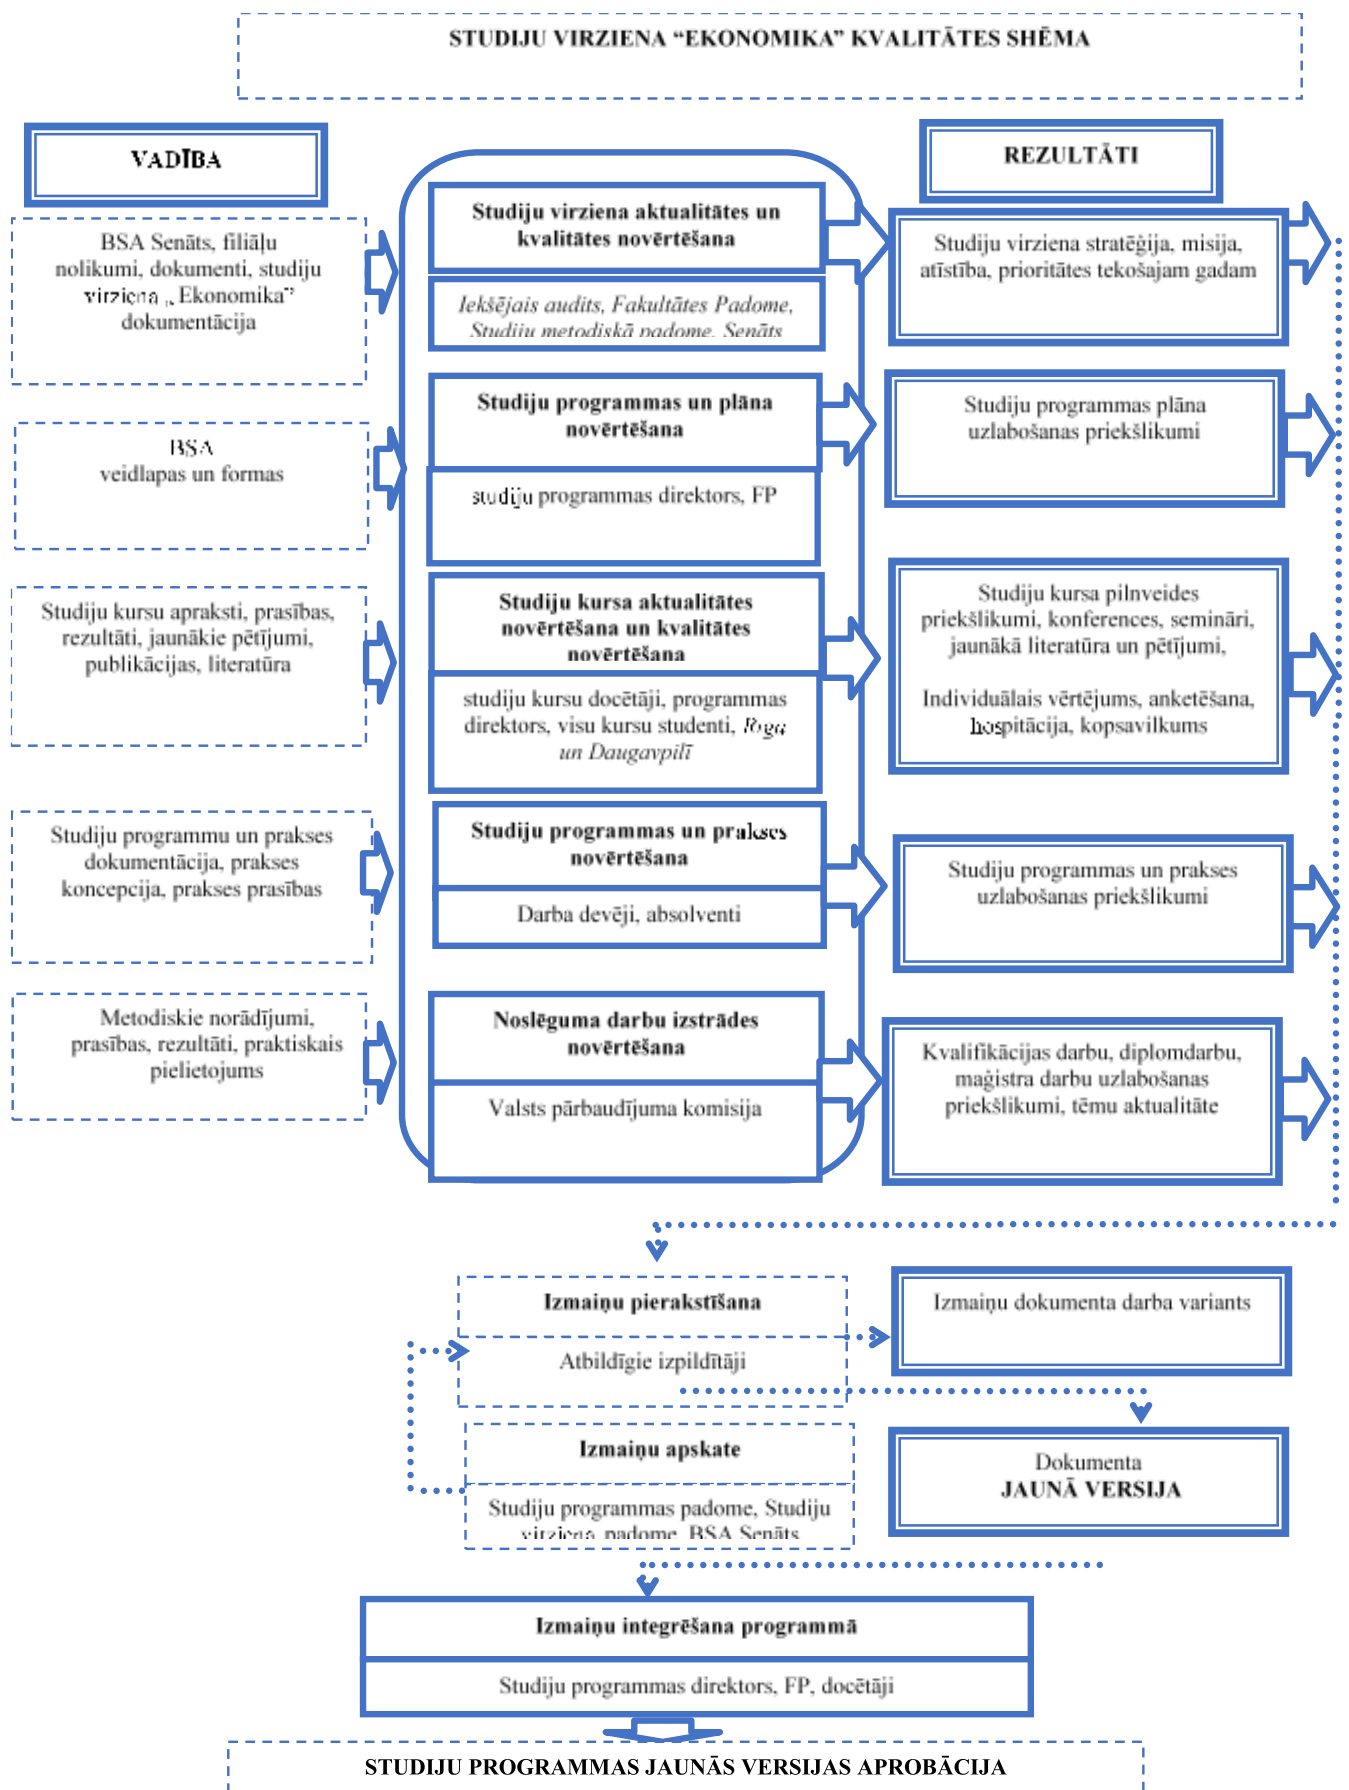 STUDIJU VIRZIENA “EKONOMIKA” KVALITĀTES SHĒMA
VADĪBA
REZULTĀTI
BSA Senāts, filiāļu
nolikumi, dokumenti, studiju
virziena „Ekonomika”
dokumentācija
Studiju virziena aktualitātes un
kvalitātes novērtēšana
Iekšējais audits, Fakultātes Padome,
Studiju metodiskā padome, Senāts
Studiju virziena stratēģija, misija,
atīstība, prioritātes tekošajam gadam
BSA
veidlapas un formas
Studiju programmas un plāna
novērtēšana
studiju programmas direktors, FP
Studiju programmas plāna
uzlabošanas priekšlikumi
Studiju kursu apraksti, prasības,
rezultāti, jaunākie pētījumi,
publikācijas, literatūra
Studiju kursa aktualitātes
novērtēšana un kvalitātes
novērtēšana
studiju kursu docētāji, programmas
direktors, visu kursu studenti,
un Daugavpilī
Studiju kursa pilnveides
priekšlikumi, konferences, semināri,
jaunākā literatūra un pētījumi,
Individuālais vērtējums, anketēšana,
hospitācija, kopsavilkums
Studiju programmu un prakses
dokumentācija, prakses
koncepcija, prakses prasības
Studiju programmas un prakses
novērtēšana
Darba devēji, absolventi
Studiju programmas un prakses
uzlabošanas priekšlikumi
Metodiskie norādījumi,
prasības, rezultāti, praktiskais
pielietojums
Noslēguma darbu izstrādes
novērtēšana
Valsts pārbaudījuma komisija
Kvalifikācijas darbu, diplomdarbu,
maģistra darbu uzlabošanas
priekšlikumi, tēmu aktualitāte
Izmaiņu pierakstīšana
Atbildīgie izpildītāji
Izmaiņu dokumenta darba variants
Izmaiņu apskate
Studiju programmas padome, Studiju
virziena padome, BSA Senāts
Dokumenta
JAUNĀ VERSIJA
Izmaiņu integrēšana programmā
Studiju programmas direktors, FP, docētāji
STUDIJU PROGRAMMAS JAUNĀS VERSIJAS APROBĀCIJA